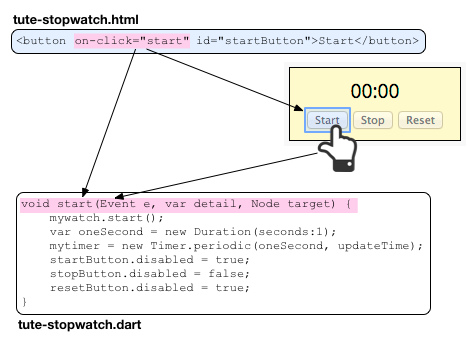 tute-stopwatch.html
<button on-click="start" id="startButton">Start</button>
00:00
Start Stop Reset
void start(Event e, var detail, Node target) {
    mywatch.start();
    var oneSecond = new Duration(seconds:1);
    mytimer = new Timer.periodic(oneSecond, updateTime);
    startButton.disabled = true;
    stopButton.disabled = false;
    resetButton.disabled = true;
}
tute-stopwatch.dart